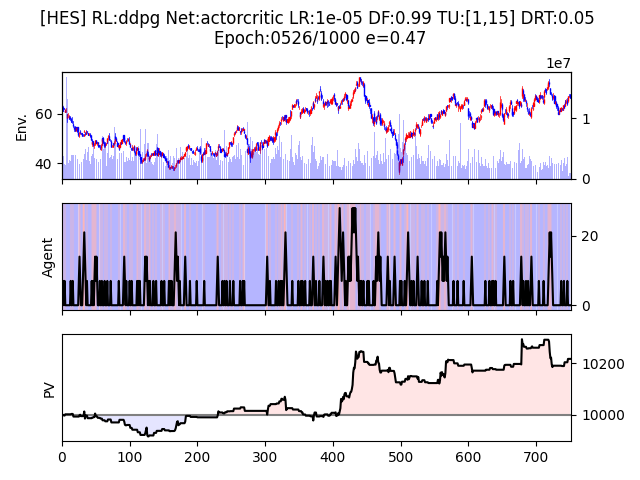 [HES] RL:ddpg Net:actorcritic LR:1e-05 DF:0.99 TU:[1,15] DRT:0.05
Epoch:0526/1000 e=0.47
1e7
Env.
60
40
1
0
Agent
20
0
PV
10200
10000
0 100 200 300 400 500 600 700